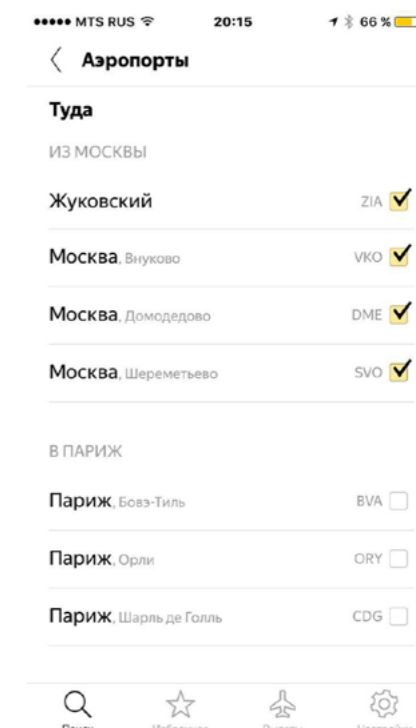 MTS RUS 20:15 66 %
Аэропорты
Туда
ИЗ МОСКВЫ
Жуковский ZIA
Москва, Внуково VKO
Москва, Домодедово DME
Москва, Шереметьево SVO
В ПАРИЖ
Париж, Бовэ-Тиль BVA
Париж, Орли ORY
Париж, Шарль де Голль CDG